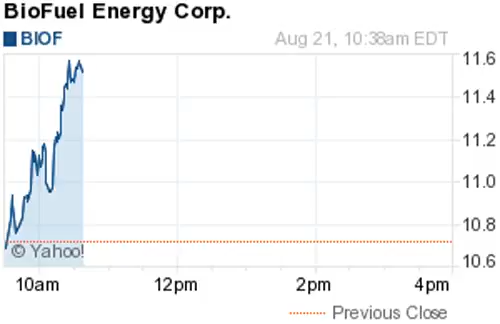 BioFuel Energy Corp.
BIOF Aug 21, 10:38am EDT
11.6
11.4
11.2
11.0
10.8
10.6
© Yahoo!
10am 12pm 2pm 4pm
Previous Close